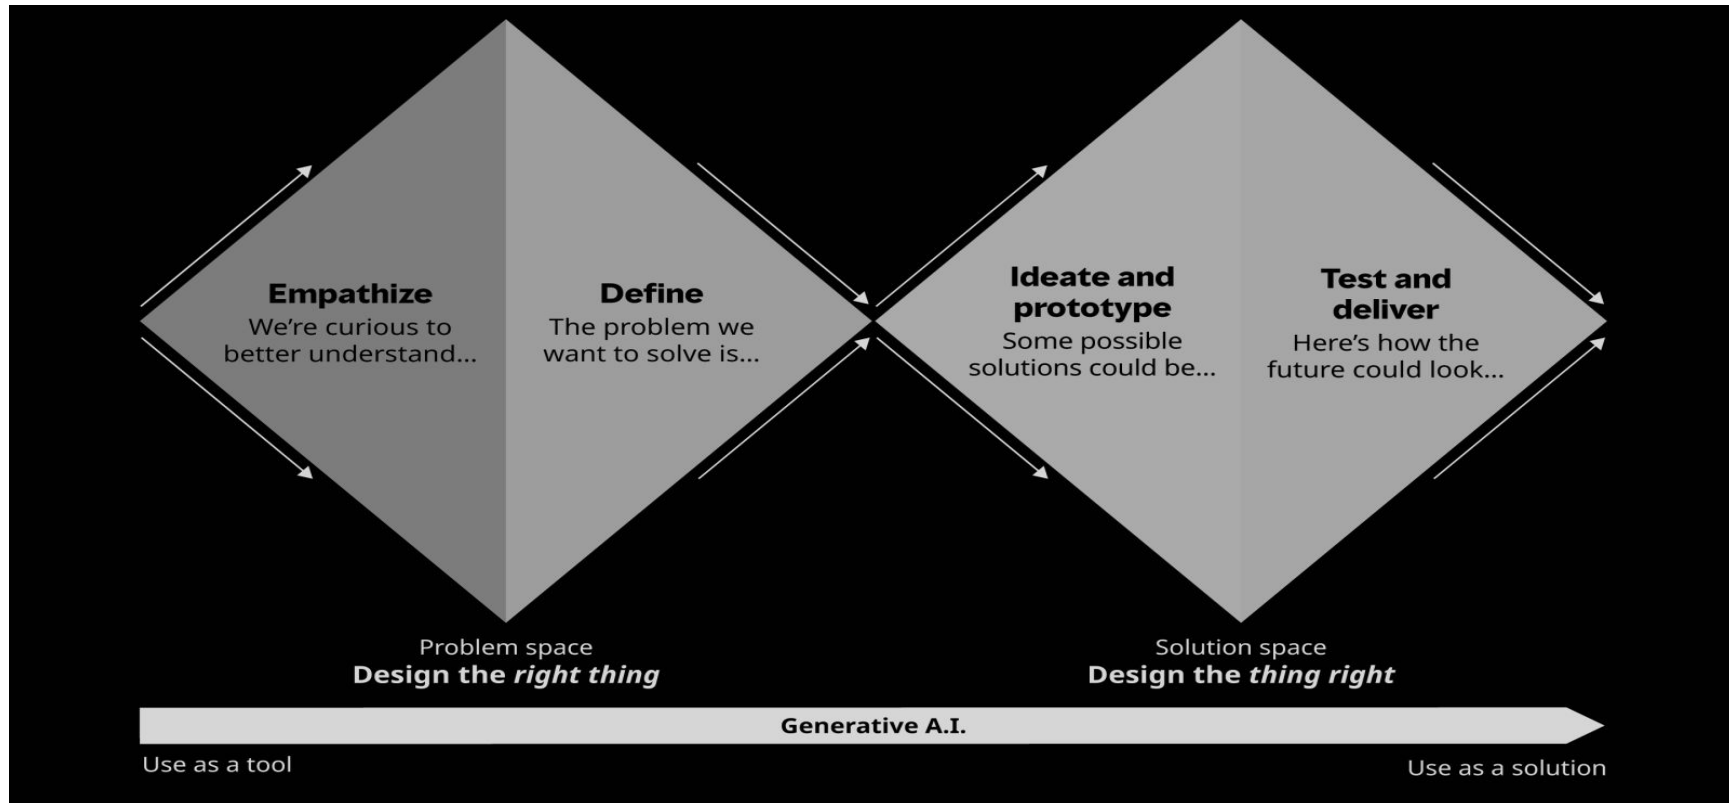 Empathize
We’re curious to
better understand...
Define
The problem we
want to solve is...
Ideate and
prototype
Some possible
solutions could be...
Test and
deliver
Here’s how the
future could look...
Problem space
Design the right thing
Solution space
Design the thing right
Generative A.I.
Use as a tool
Use as a solution